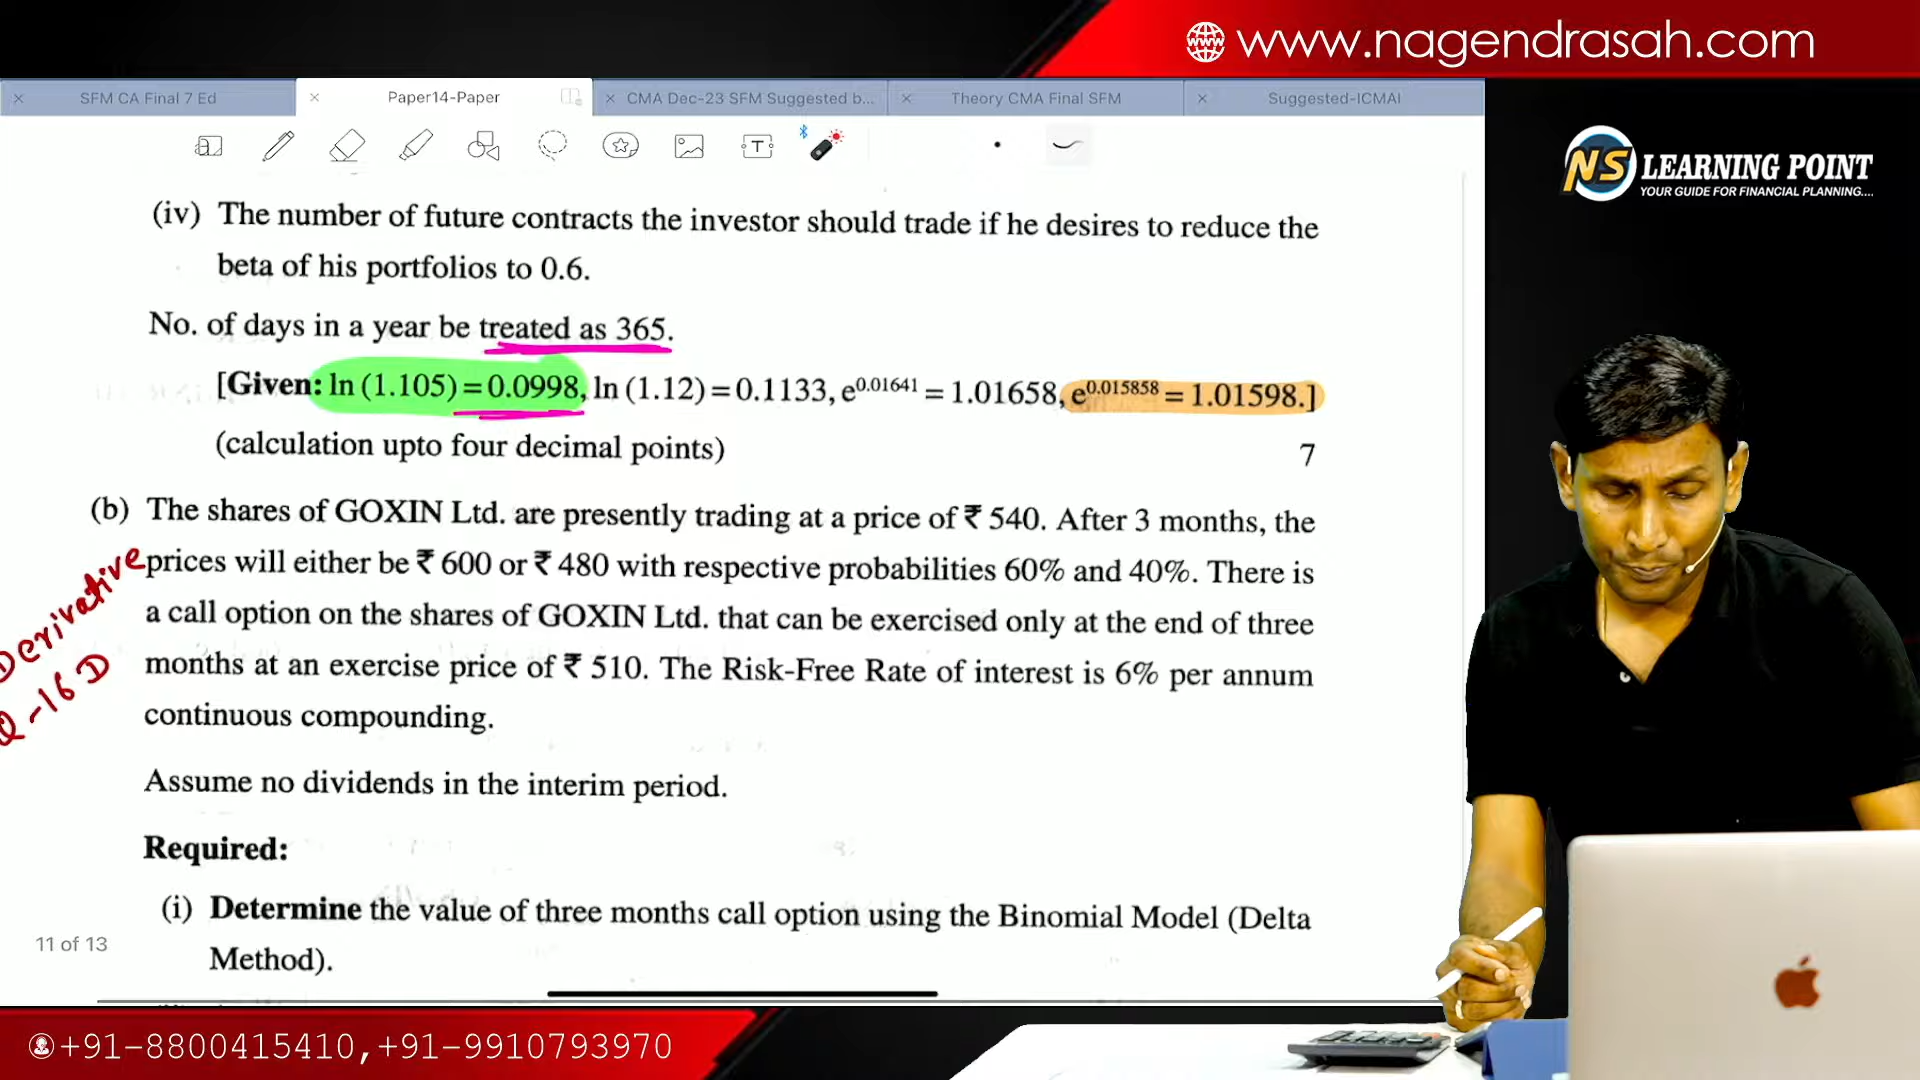 www.nagendrasah.com
SFM CA Final 7 Ed
Paper14-Paper
CMA Dec-23 SFM Suggested b...
Theory CMA Final SFM
Suggested-ICMAI
NS LEARNING POINT
YOUR GUIDE FOR FINANCIAL PLANNING....
(iv) The number of future contracts the investor should trade if he desires to reduce the
beta of his portfolios to 0.6.
No. of days in a year be treated as 365.
[Given: ln (1.105) = 0.0998, ln (1.12) = 0.1133, e^0.01641 = 1.01658, e^0.015858 = 1.01598.]
(calculation upto four decimal points) 7
(b) The shares of GOXIN Ltd. are presently trading at a price of ₹ 540. After 3 months, the
prices will either be ₹ 600 or ₹ 480 with respective probabilities 60% and 40%. There is
a call option on the shares of GOXIN Ltd. that can be exercised only at the end of three
months at an exercise price of ₹ 510. The Risk-Free Rate of interest is 6% per annum
continuous compounding.
Derivative
Q-16 D
Assume no dividends in the interim period.
Required:
(i) Determine the value of three months call option using the Binomial Model (Delta
Method).
11 of 13
+91-8800415410,+91-9910793970